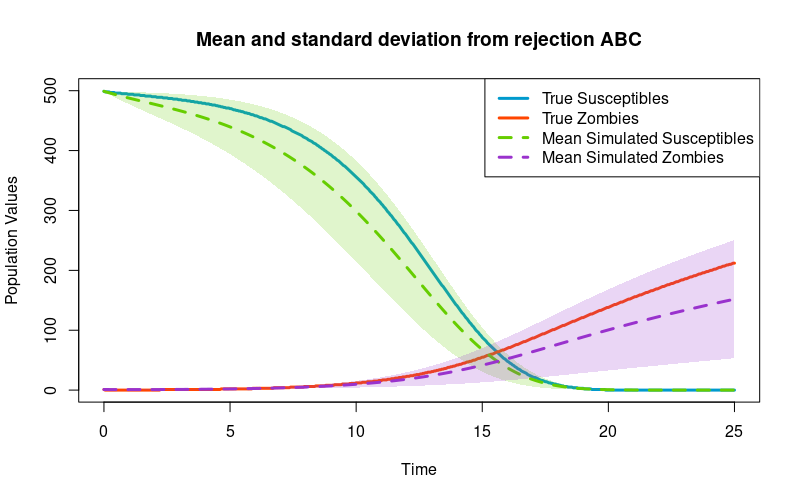 Mean and standard deviation from rejection ABC
True Susceptibles
True Zombies
Mean Simulated Susceptibles
Mean Simulated Zombies
Population Values
500
400
300
200
100
0
0 5 10 15 20 25
Time